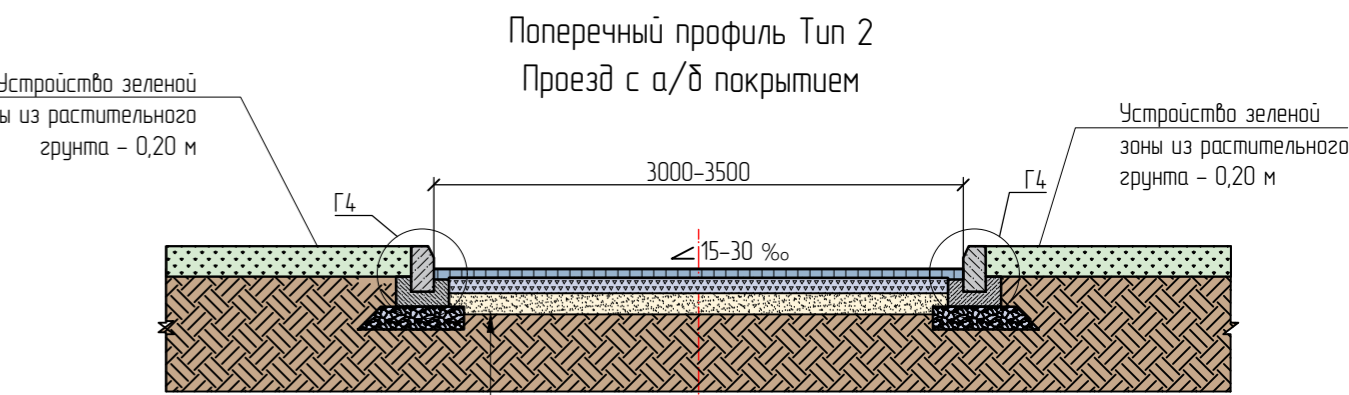 Поперечный профиль Тип 2
Проезд с а/б покрытием
Устройство зеленой
из растительного
грунта – 0,20 м
Устройство зеленой
зоны из растительного
грунта – 0,20 м
3000-3500
Г4
Г4
15-30 ‰